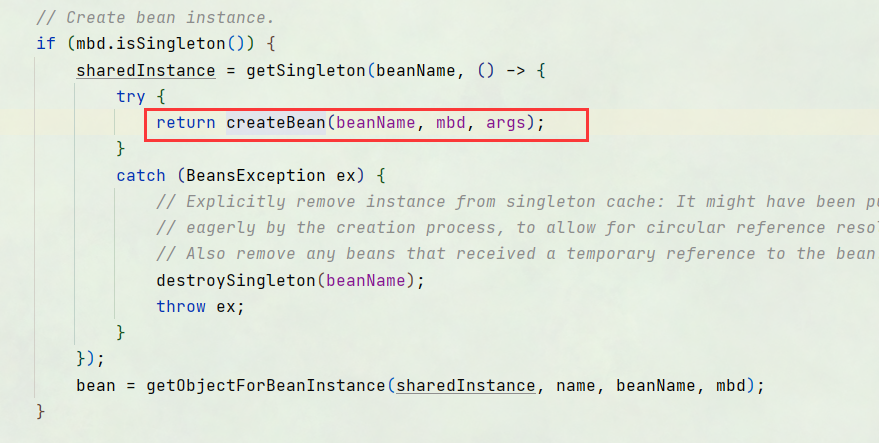 // Create bean instance.
if (mbd.isSingleton()) {
sharedInstance = getSingleton(beanName, () -> {
try {
return createBean(beanName, mbd, args);
}
catch (BeansException ex) {
// Explicitly remove instance from singleton cache: It might have been
// eagerly by the creation process, to allow for circular reference
// Also remove any beans that received a temporary reference to the bean
destroySingleton(beanName);
throw ex;
}
});
bean = getObjectForBeanInstance(sharedInstance, name, beanName, mbd);
}